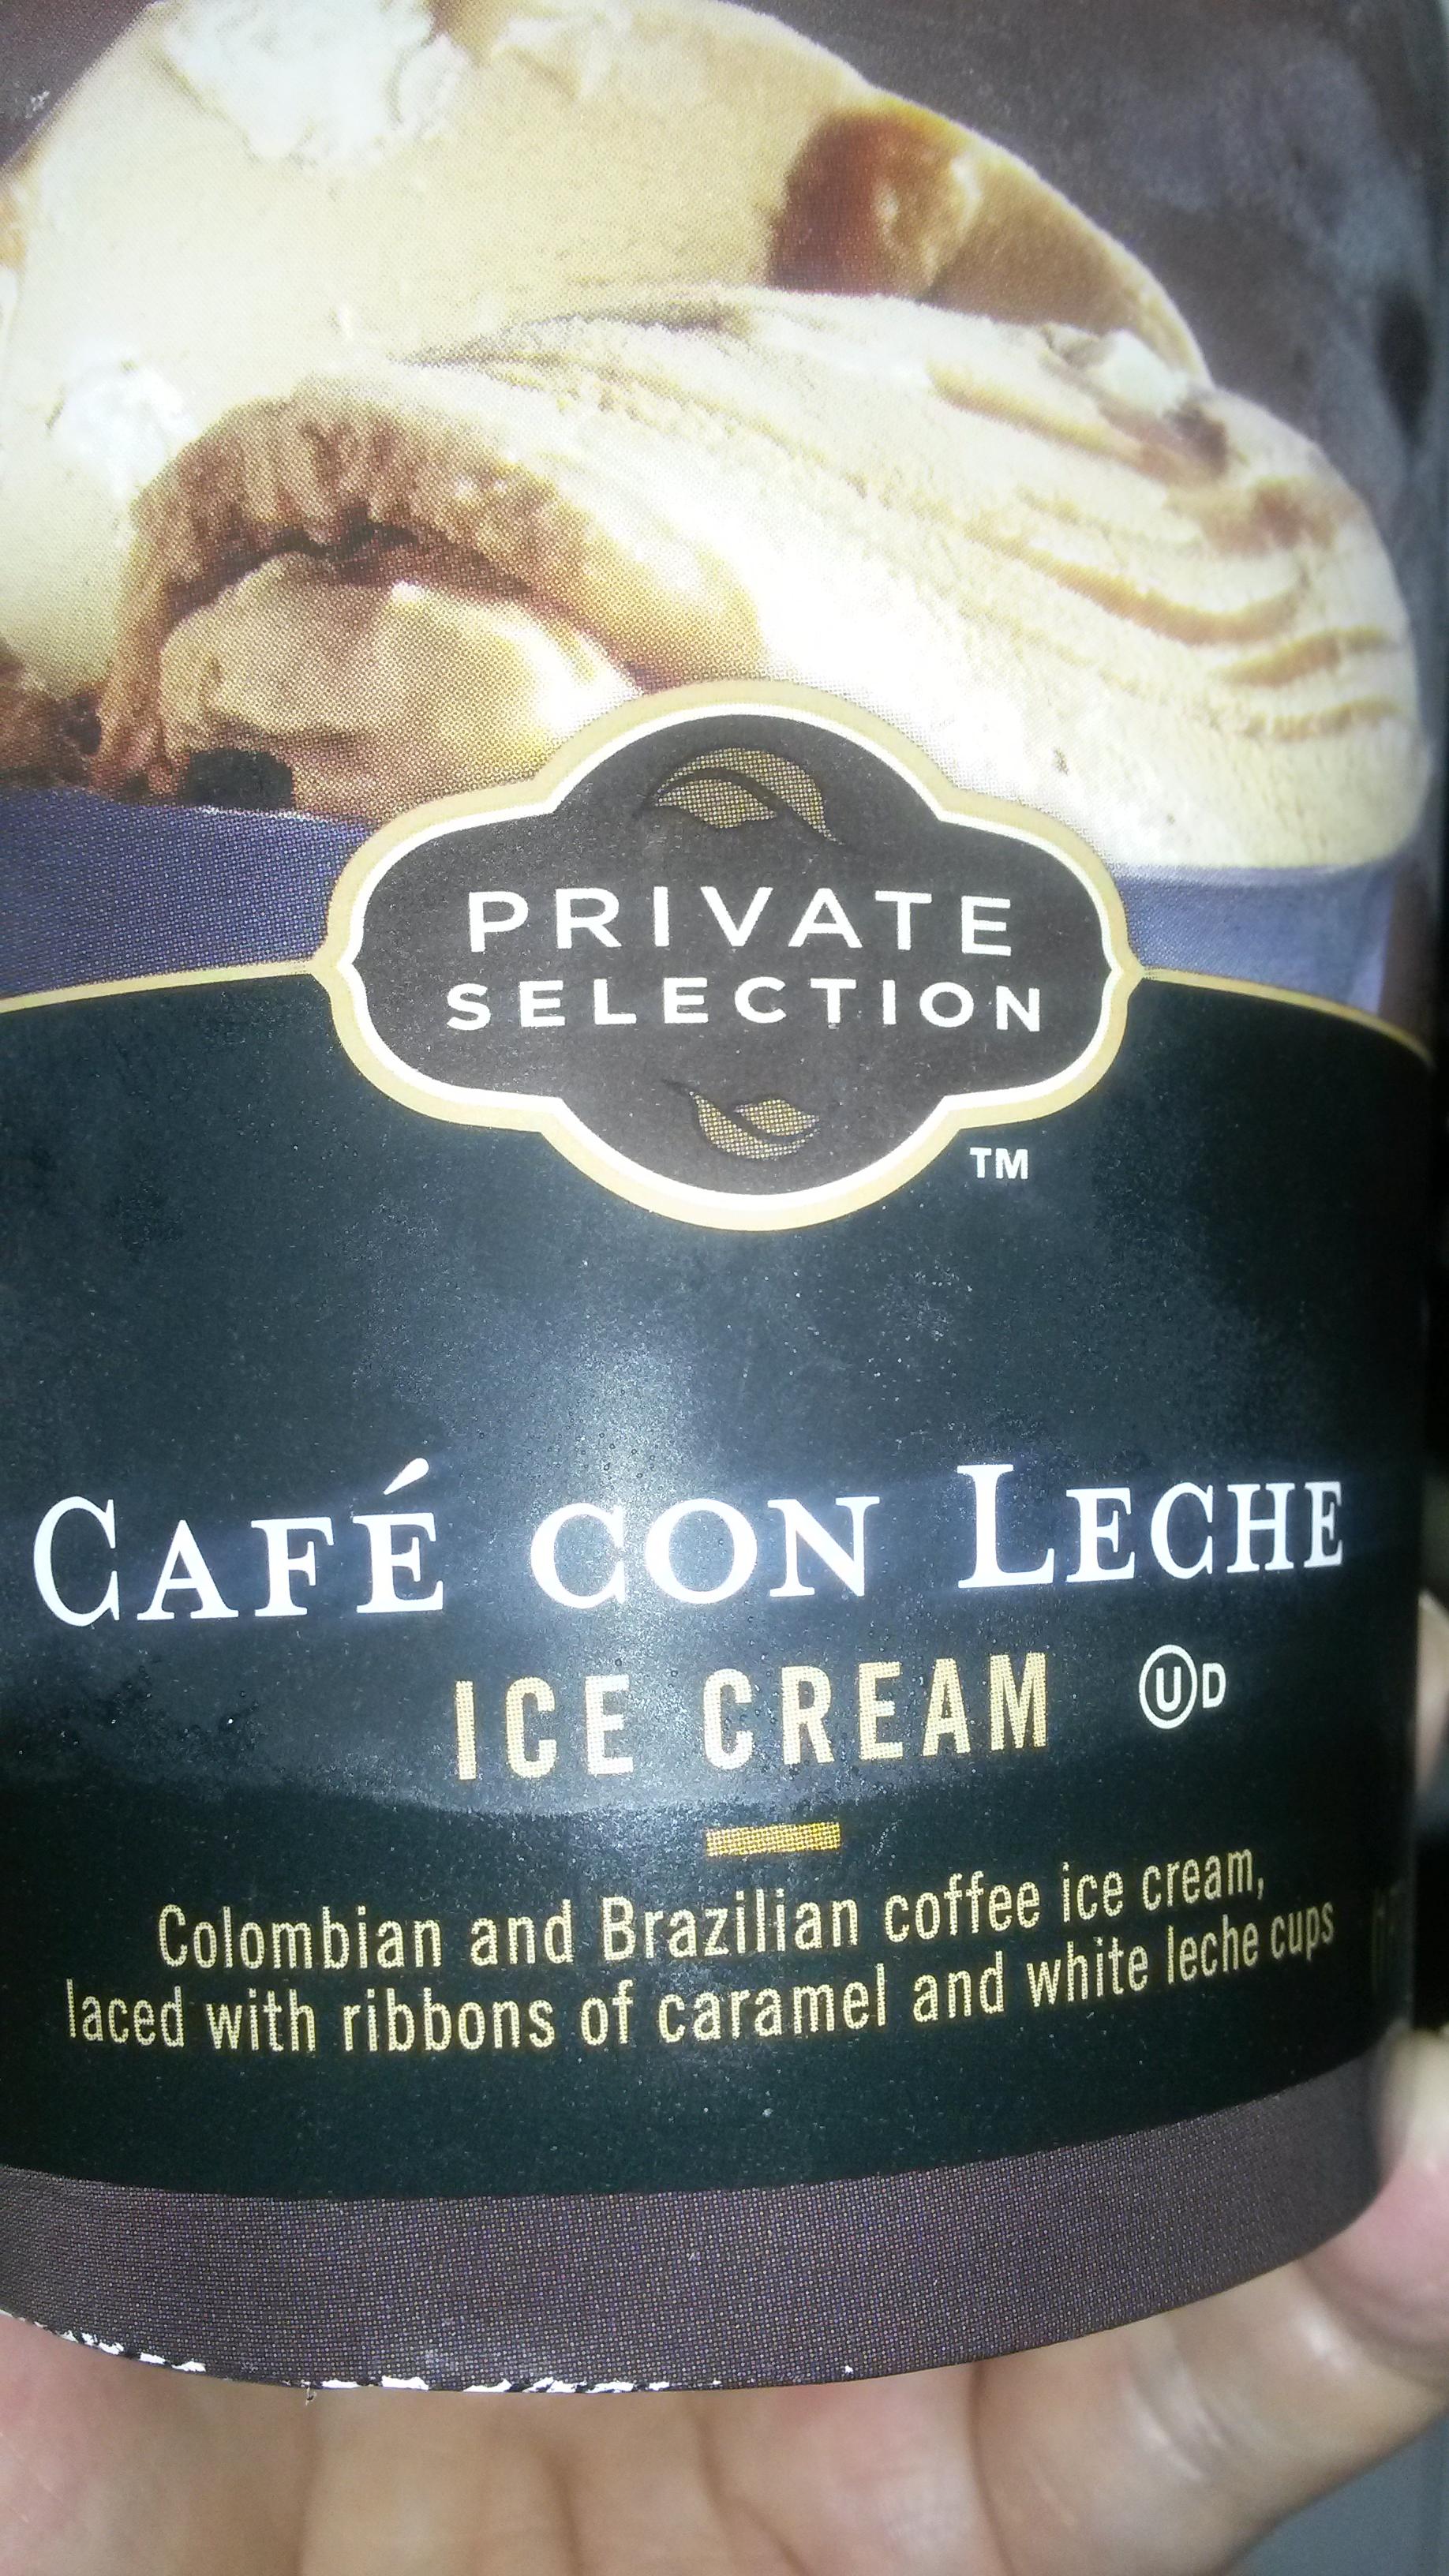 PRIVATE
SELECTION
TM
CAFÉ CON LECHE
ICE CREAM
U D
Colombian and Brazilian coffee ice cream,
laced with ribbons of caramel and white leche cups